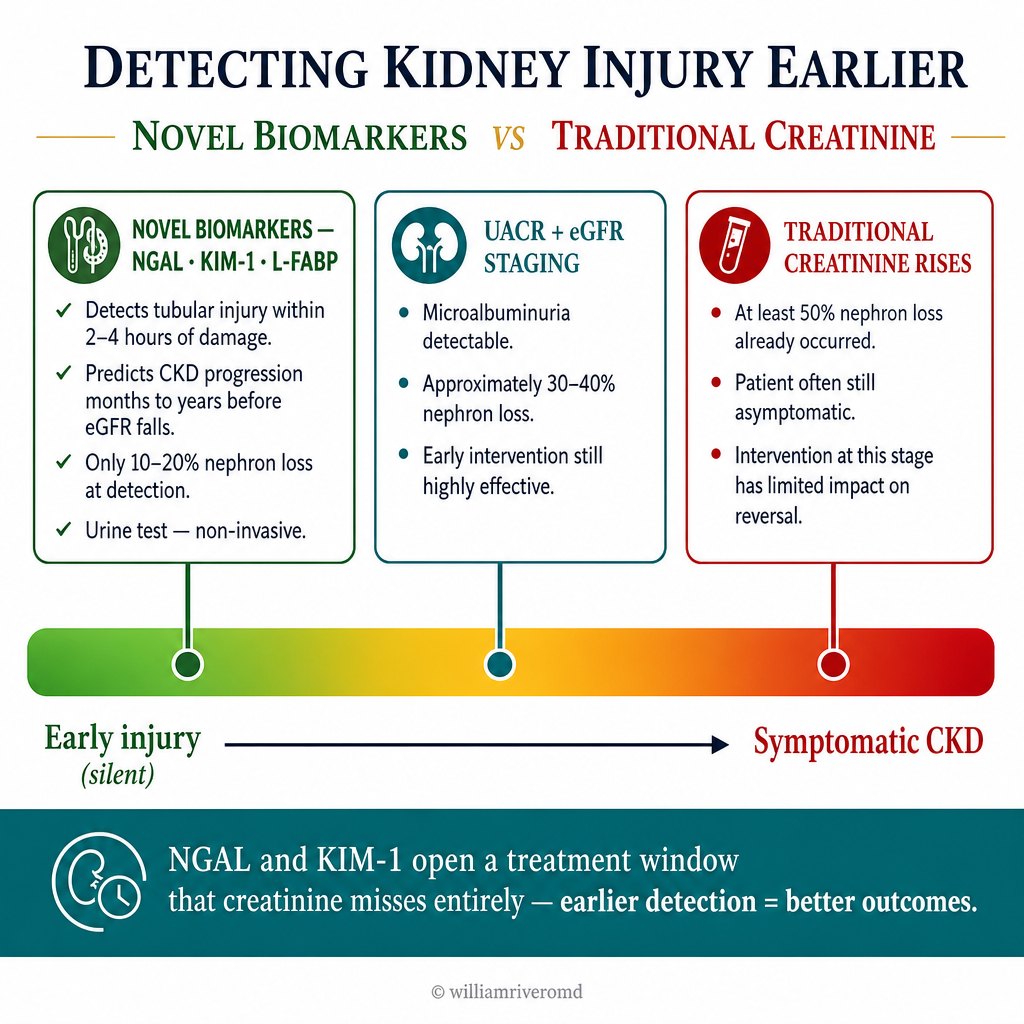 DETECTING KIDNEY INJURY EARLIER
NOVEL BIOMARKERS VS TRADITIONAL CREATININE
NOVEL BIOMARKERS —
NGAL · KIM-1 · L-FABP
✓ Detects tubular injury within
2–4 hours of damage.
✓ Predicts CKD progression
months to years before
eGFR falls.
✓ Only 10–20% nephron loss
at detection.
✓ Urine test — non-invasive.
UACR + eGFR
STAGING
• Microalbuminuria
detectable.
• Approximately 30–40%
nephron loss.
• Early intervention still
highly effective.
TRADITIONAL
CREATININE RISES
• At least 50% nephron loss
already occurred.
• Patient often still
asymptomatic.
• Intervention at this stage
has limited impact on
reversal.
Early injury
(silent)
Symptomatic CKD
NGAL and KIM-1 open a treatment window
that creatinine misses entirely — earlier detection = better outcomes.
© williamriveromd